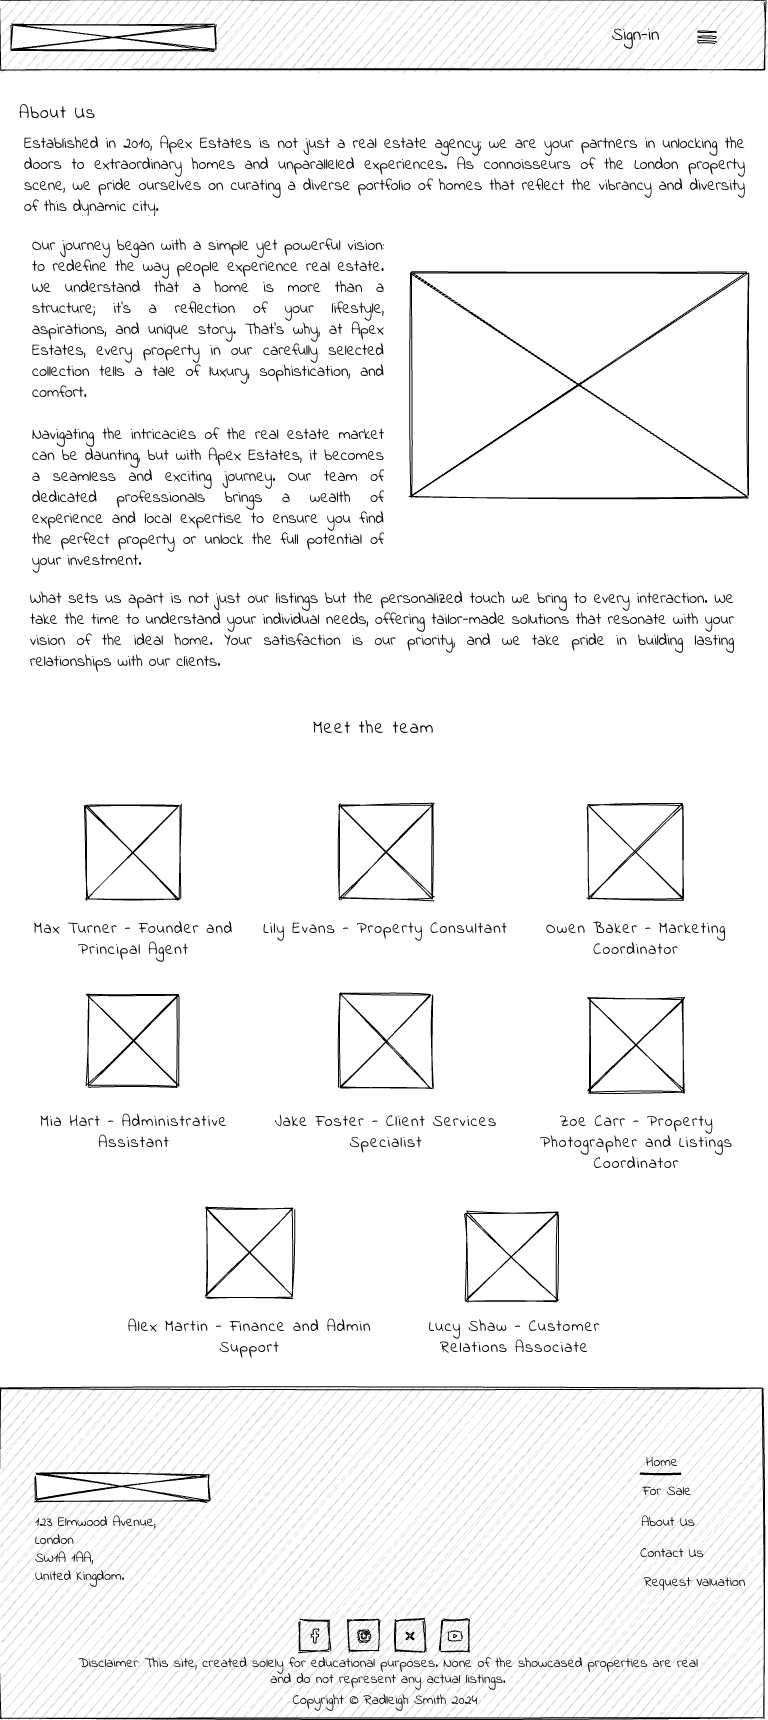 Sign-in
About Us
Established in 2010, Apex Estates is not just a real estate agency; we are your partners in unlocking the
doors to extraordinary homes and unparalleled experiences. As connoisseurs of the London property
scene, we pride ourselves on curating a diverse portfolio of homes that reflect the vibrancy and diversity
of this dynamic city.
Our journey began with a simple yet powerful vision:
to redefine the way people experience real estate.
We understand that a home is more than a
structure; it's a reflection of your lifestyle,
aspirations, and unique story. That's why, at Apex
Estates, every property in our carefully selected
collection tells a tale of luxury, sophistication, and
comfort.
Navigating the intricacies of the real estate market
can be daunting, but with Apex Estates, it becomes
a seamless and exciting journey. Our team of
dedicated professionals brings a wealth of
experience and local expertise to ensure you find
the perfect property or unlock the full potential of
your investment.
What sets us apart is not just our listings but the personalized touch we bring to every interaction. We
take the time to understand your individual needs, offering tailor-made solutions that resonate with your
vision of the ideal home. Your satisfaction is our priority, and we take pride in building lasting
relationships with our clients.
Meet the team
Max Turner - Founder and
Principal Agent
Lily Evans - Property Consultant
Owen Baker - Marketing
Coordinator
Mia Hart - Administrative
Assistant
Jake Foster - Client Services
Specialist
Zoe Carr - Property
Photographer and Listings
Coordinator
Alex Martin - Finance and Admin
Support
Lucy Shaw - Customer
Relations Associate
123 Elmwood Avenue,
London
SW1A 1AA,
United Kingdom.
Home
For Sale
About Us
Contact Us
Request Valuation
Disclaimer: This site, created solely for educational purposes. None of the showcased properties are real
and do not represent any actual listings.
Copyright © Radleigh Smith 2024